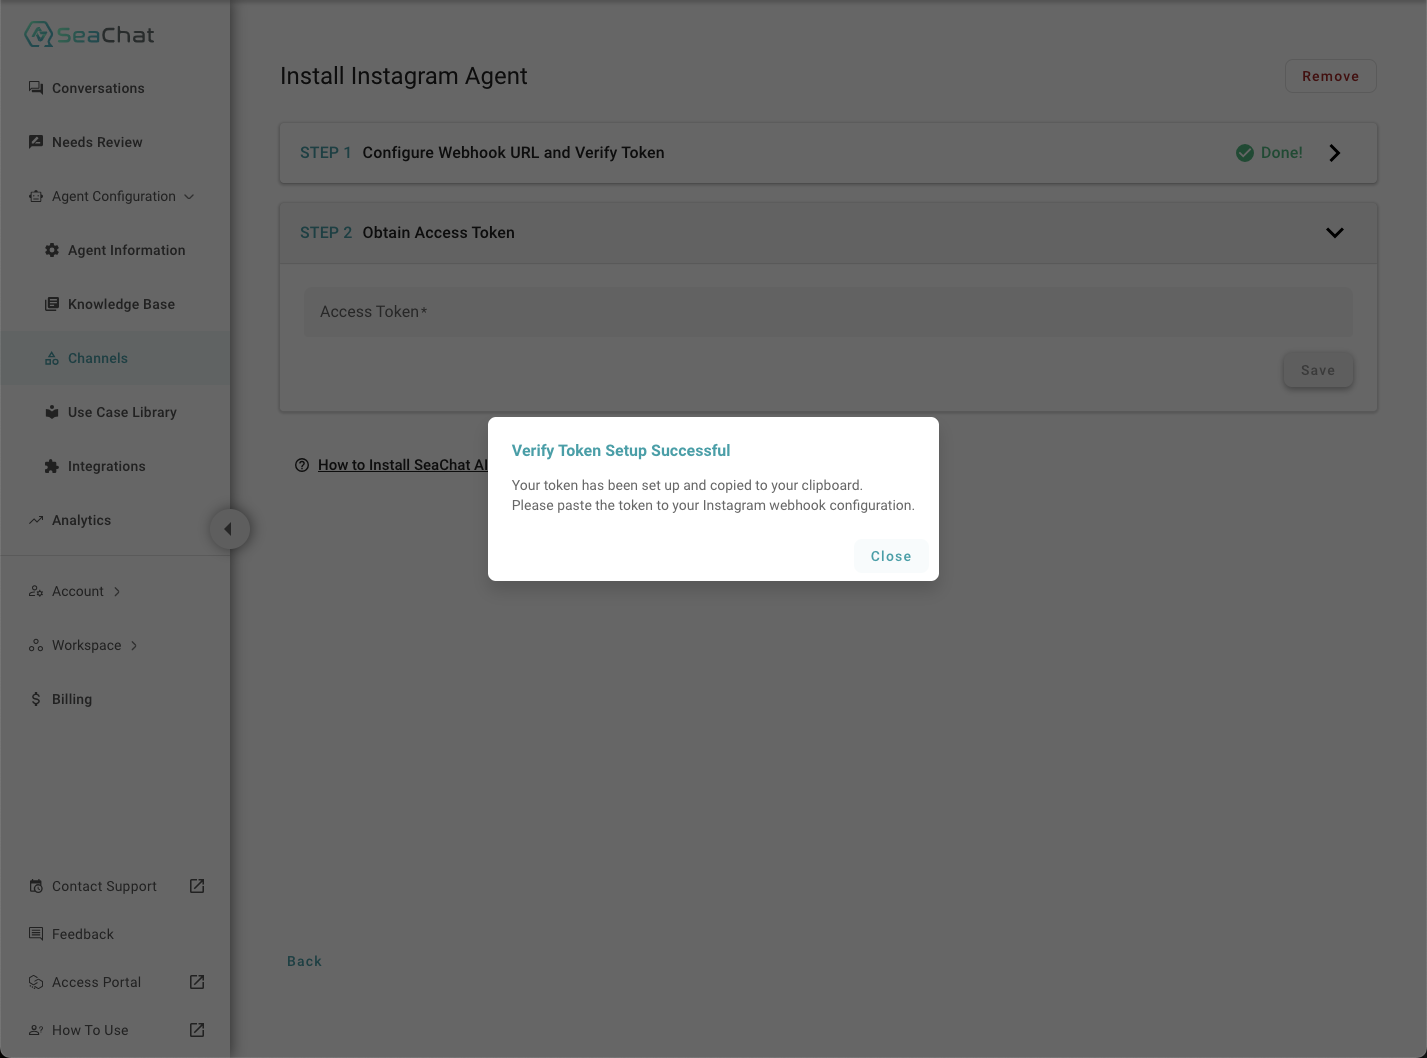 SeaChat
Conversations
Needs Review
Agent Configuration
Agent Information
Knowledge Base
Channels
Use Case Library
Integrations
Analytics
Account
Workspace
Billing
Contact Support
Feedback
Access Portal
How To Use
Install Instagram Agent
Remove
STEP 1 Configure Webhook URL and Verify Token
Done!
STEP 2 Obtain Access Token
Access Token*
Save
How to Install SeaChat AI
Verify Token Setup Successful
Your token has been set up and copied to your clipboard.
Please paste the token to your Instagram webhook configuration.
Close
Back